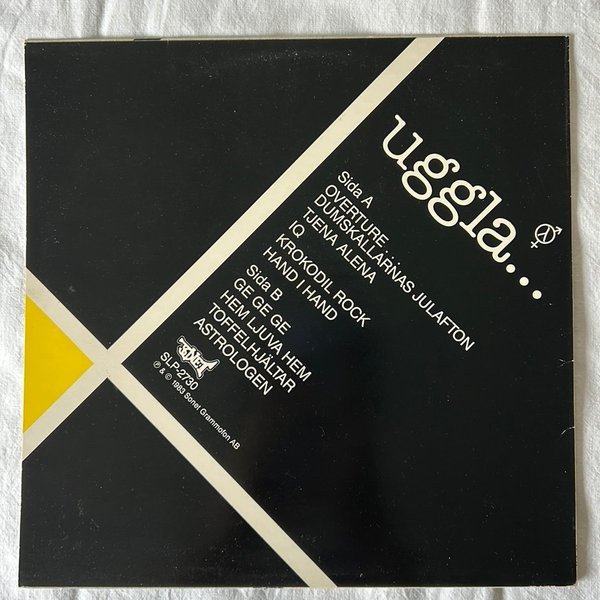 uggla...
Sida A
OVERTURE
DUMSKALLARNAS JULAFTON
TJENA ALENA
IQ
KROKODIL ROCK
HAND I HAND
Sida B
GE GE GE
HEM LJUVA HEM
TOFFELHJÄLTAR
ASTROLOGEN
SONET
SLP-2730
℗ & © 1983 Sonet Grammofon AB